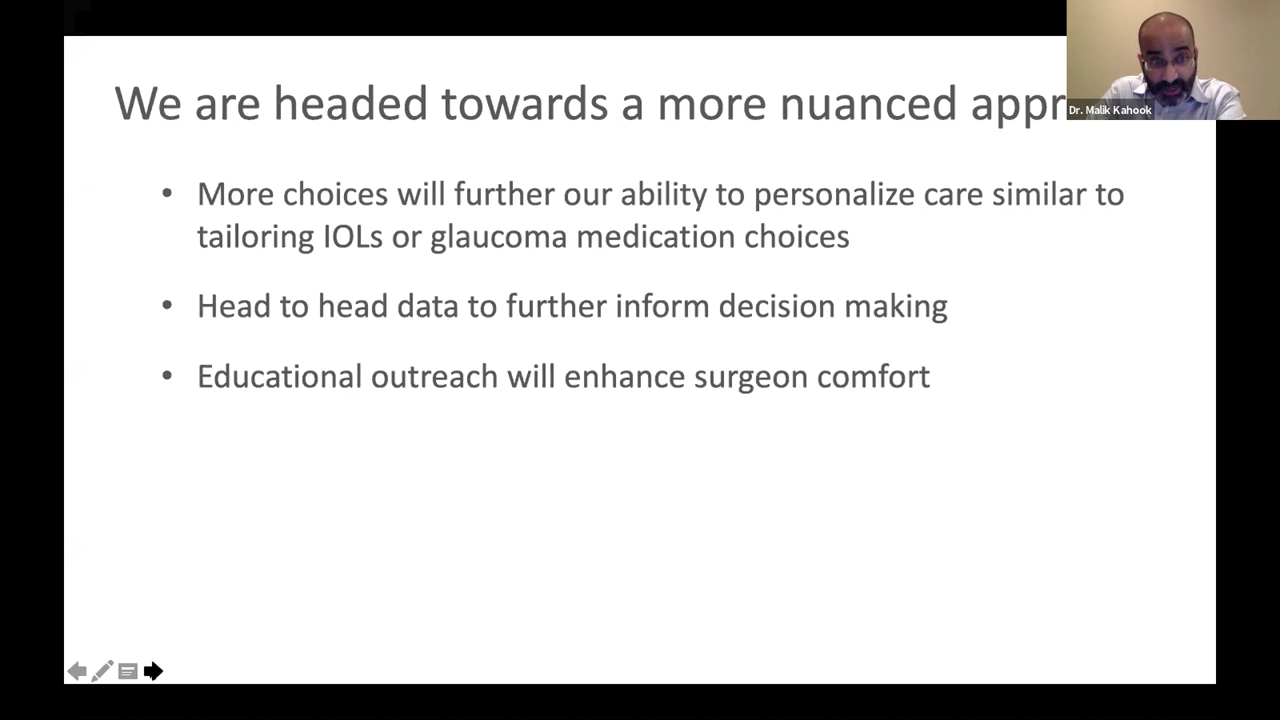 We are headed towards a more nuanced
Dr. Malik Kahook
• More choices will further our ability to personalize care similar to
tailoring IOLs or glaucoma medication choices
• Head to head data to further inform decision making
• Educational outreach will enhance surgeon comfort